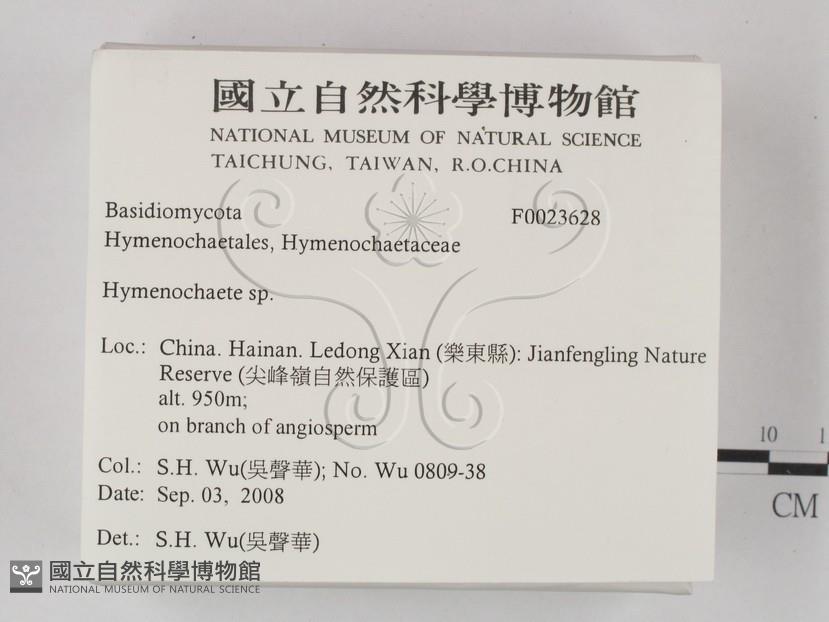 國立自然科學博物館
NATIONAL MUSEUM OF NATURAL SCIENCE
TAICHUNG, TAIWAN, R.O.CHINA
Basidiomycota F0023628
Hymenochaetales, Hymenochaetaceae
Hymenochaete sp.
Loc.: China. Hainan. Ledong Xian (樂東縣): Jianfengling Nature
Reserve (尖峰嶺自然保護區)
alt. 950m;
on branch of angiosperm
Col.: S.H. Wu(吳聲華); No. Wu 0809-38
Date: Sep. 03, 2008
Det.: S.H. Wu(吳聲華)
10 1
CM
國立自然科學博物館
NATIONAL MUSEUM OF NATURAL SCIENCE